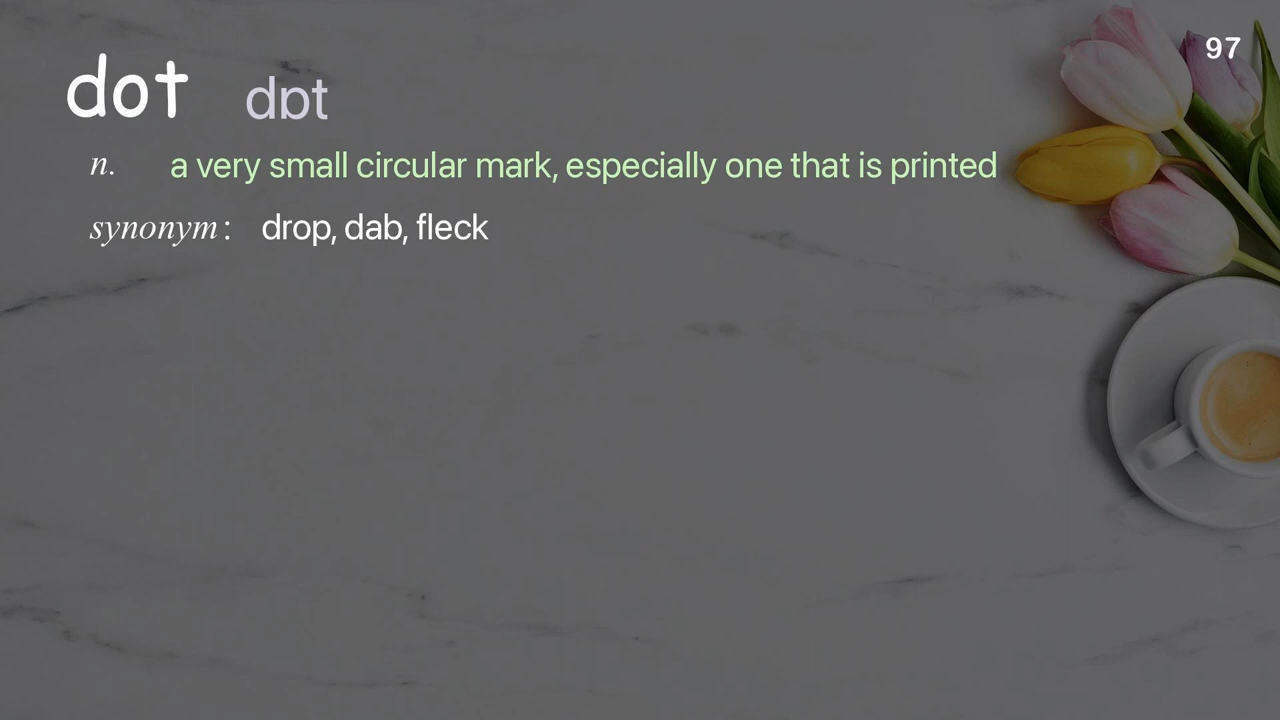 97
dot dɒt
n. a very small circular mark, especially one that is printed
synonym: drop, dab, fleck